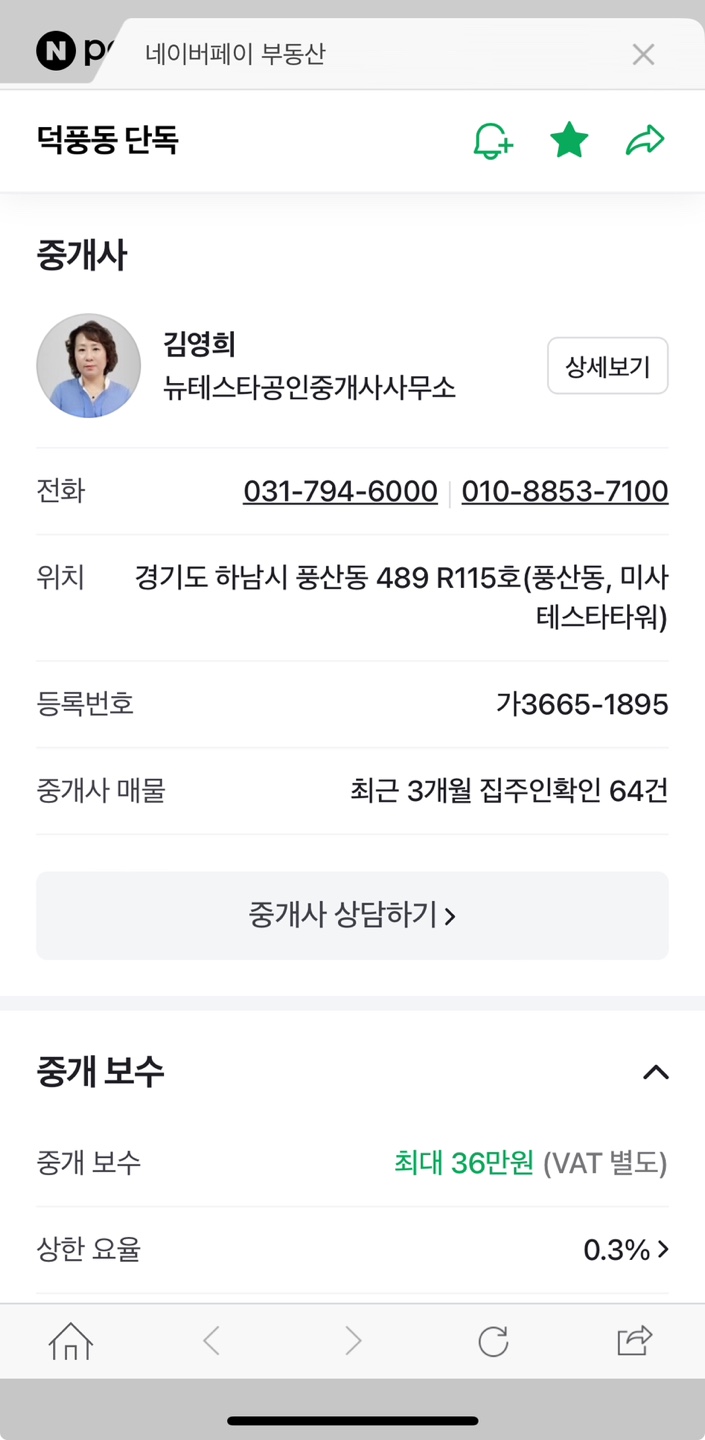 N p
네이버페이 부동산
덕풍동 단독
중개사
김영희
뉴테스타공인중개사사무소
상세보기
전화 031-794-6000 010-8853-7100
위치 경기도 하남시 풍산동 489 R115호(풍산동, 미사
테스타타워)
등록번호 가3665-1895
중개사 매물 최근 3개월 집주인확인 64건
중개사 상담하기
중개 보수
중개 보수 최대 36만원 (VAT 별도)
상한 요율 0.3%